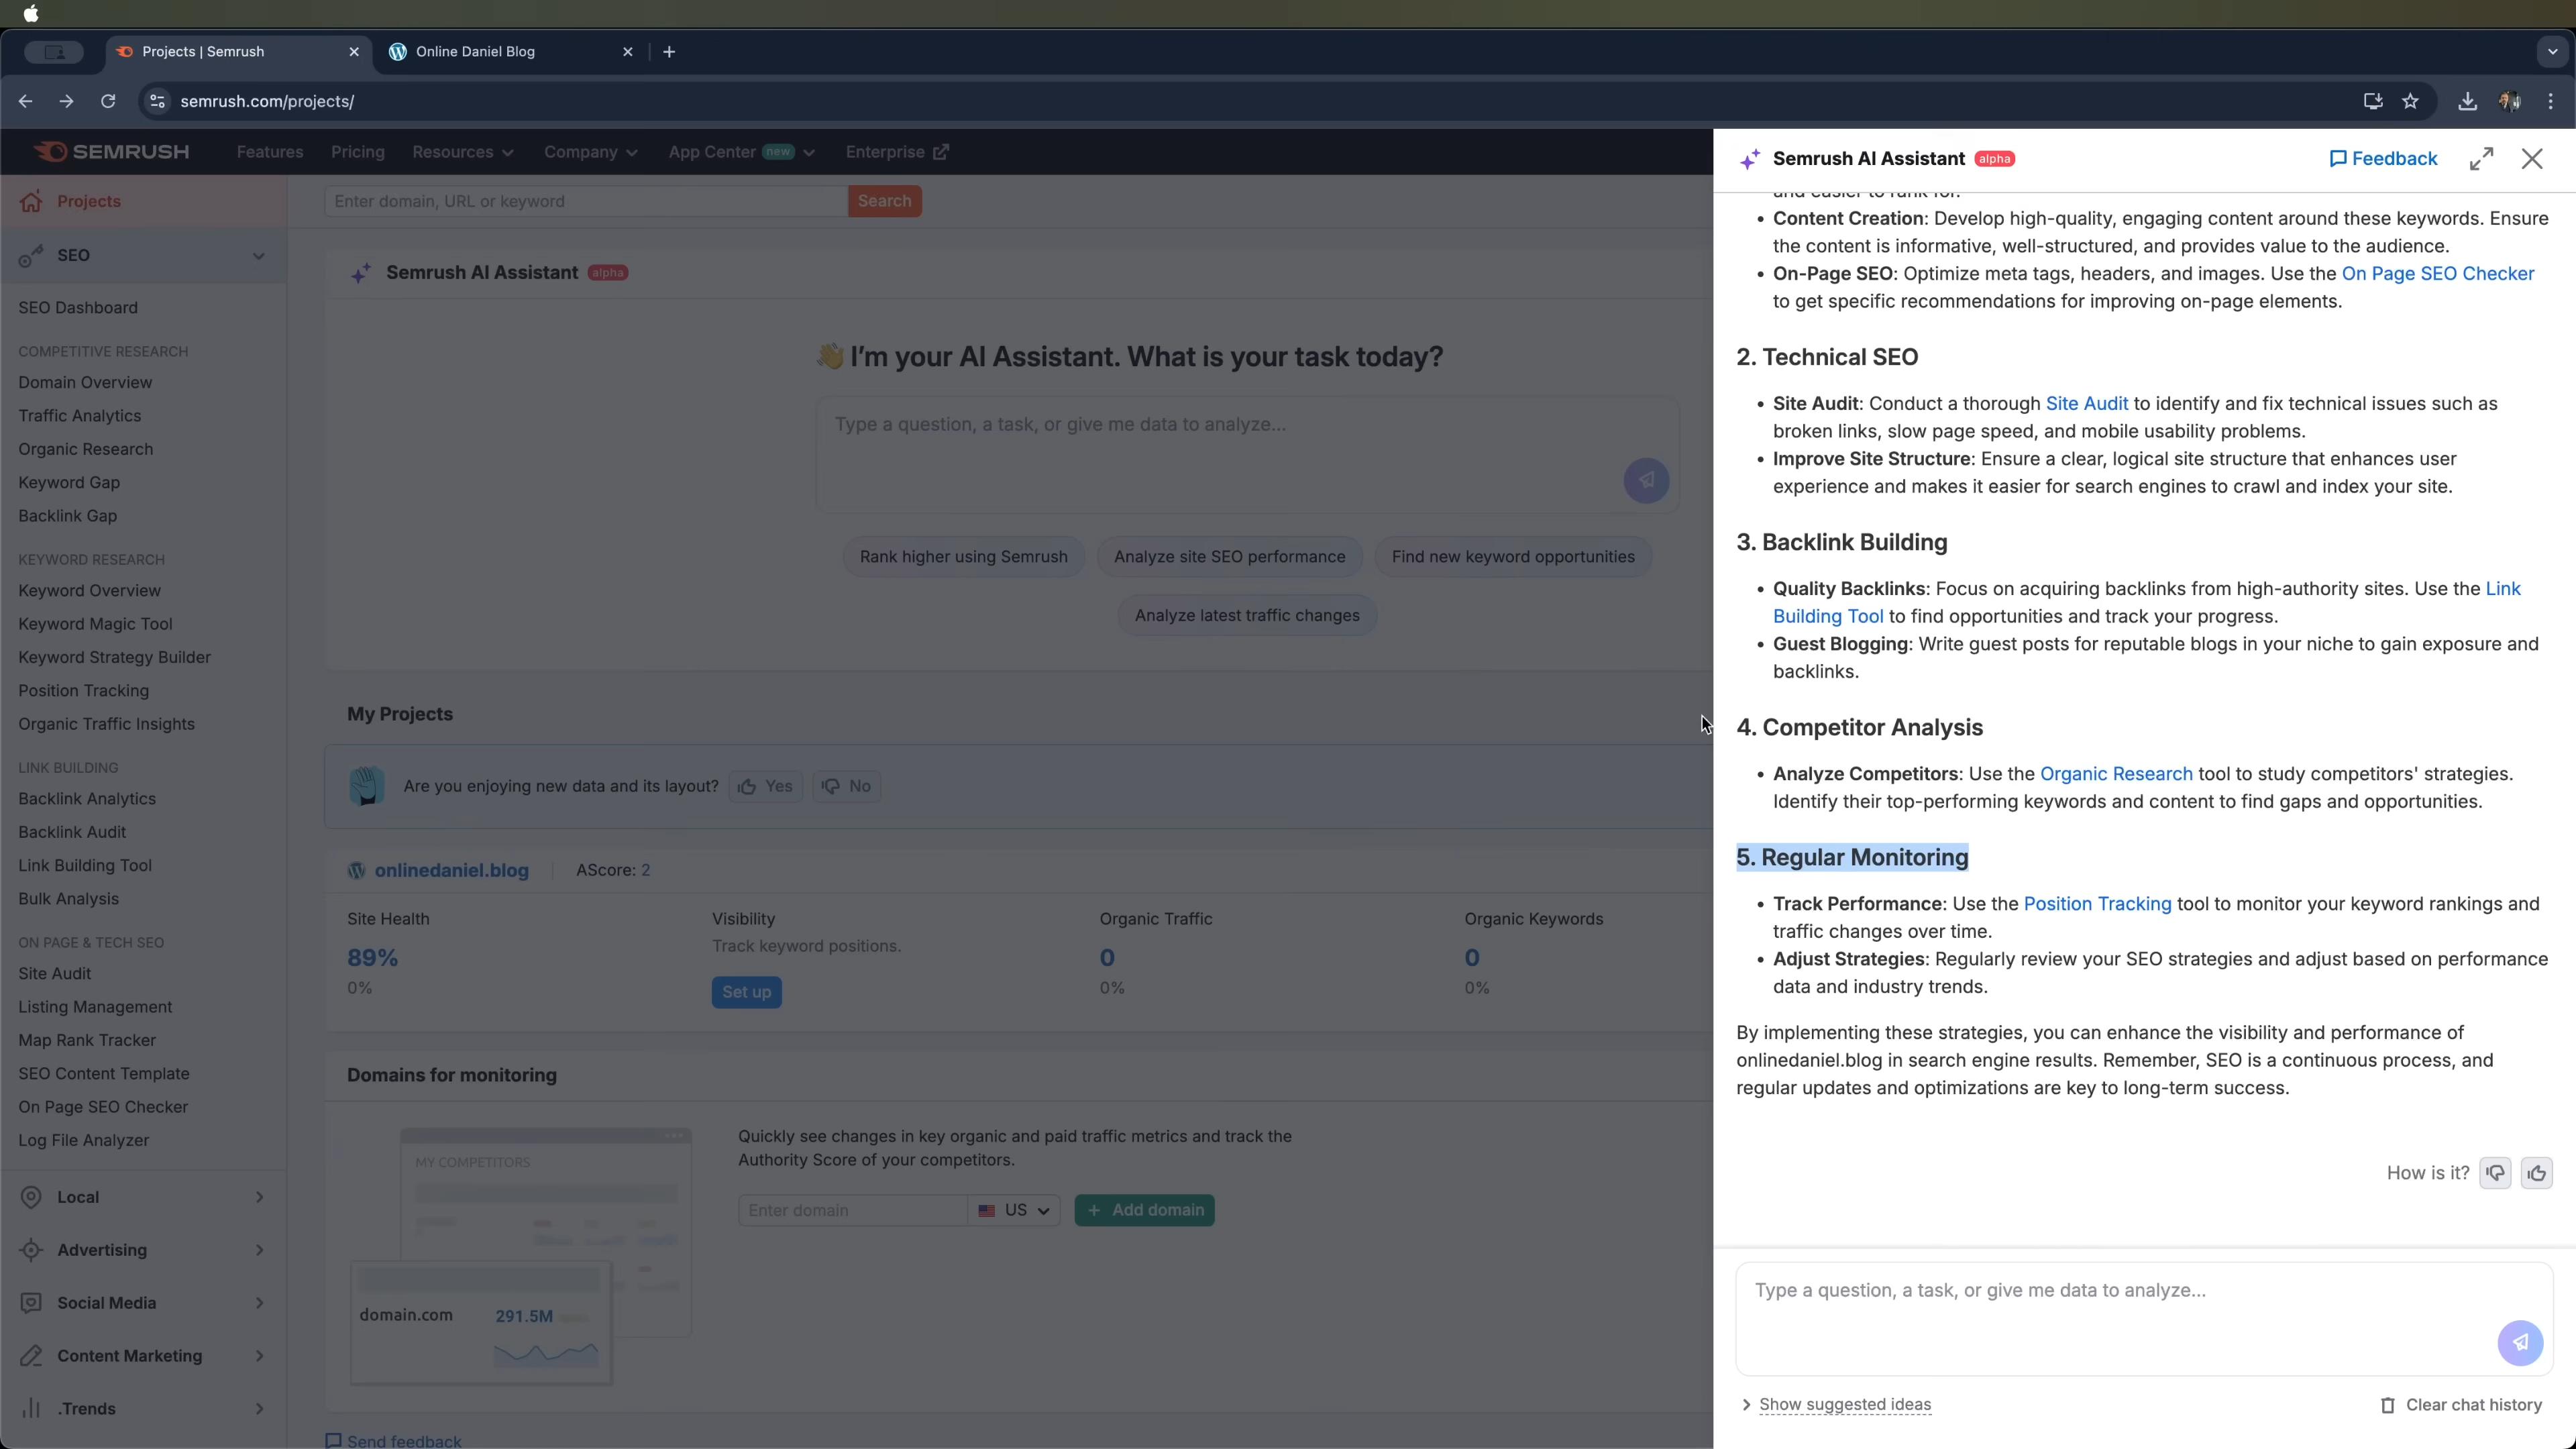 Projects | Semrush
Online Daniel Blog
semrush.com/projects/
SEMRUSH
Features
Pricing
Resources
Company
App Center new
Enterprise
Projects
SEO
SEO Dashboard
COMPETITIVE RESEARCH
Domain Overview
Traffic Analytics
Organic Research
Keyword Gap
Backlink Gap
KEYWORD RESEARCH
Keyword Overview
Keyword Magic Tool
Keyword Strategy Builder
Position Tracking
Organic Traffic Insights
LINK BUILDING
Backlink Analytics
Backlink Audit
Link Building Tool
Bulk Analysis
ON PAGE & TECH SEO
Site Audit
Listing Management
Map Rank Tracker
SEO Content Template
On Page SEO Checker
Log File Analyzer
Local
Advertising
Social Media
Content Marketing
.Trends
Enter domain, URL or keyword
Search
Semrush AI Assistant alpha
👋 I'm your AI Assistant. What is your task today?
Type a question, a task, or give me data to analyze...
Rank higher using Semrush
Analyze site SEO performance
Find new keyword opportunities
Analyze latest traffic changes
My Projects
Are you enjoying new data and its layout?
Yes
No
onlinedaniel.blog
AScore: 2
Site Health
89%
0%
Visibility
Track keyword positions.
Set up
Organic Traffic
0
0%
Organic Keywords
0
0%
Domains for monitoring
MY COMPETITORS
domain.com
291.5M
Quickly see changes in key organic and paid traffic metrics and track the
Authority Score of your competitors.
Enter domain
US
+ Add domain
Send feedback
Semrush AI Assistant alpha
Feedback
and easier to rank for.
• Content Creation: Develop high-quality, engaging content around these keywords. Ensure
the content is informative, well-structured, and provides value to the audience.
• On-Page SEO: Optimize meta tags, headers, and images. Use the On Page SEO Checker
to get specific recommendations for improving on-page elements.
2. Technical SEO
• Site Audit: Conduct a thorough Site Audit to identify and fix technical issues such as
broken links, slow page speed, and mobile usability problems.
• Improve Site Structure: Ensure a clear, logical site structure that enhances user
experience and makes it easier for search engines to crawl and index your site.
3. Backlink Building
• Quality Backlinks: Focus on acquiring backlinks from high-authority sites. Use the Link
Building Tool to find opportunities and track your progress.
• Guest Blogging: Write guest posts for reputable blogs in your niche to gain exposure and
backlinks.
4. Competitor Analysis
• Analyze Competitors: Use the Organic Research tool to study competitors' strategies.
Identify their top-performing keywords and content to find gaps and opportunities.
5. Regular Monitoring
• Track Performance: Use the Position Tracking tool to monitor your keyword rankings and
traffic changes over time.
• Adjust Strategies: Regularly review your SEO strategies and adjust based on performance
data and industry trends.
By implementing these strategies, you can enhance the visibility and performance of
onlinedaniel.blog in search engine results. Remember, SEO is a continuous process, and
regular updates and optimizations are key to long-term success.
How is it?
Type a question, a task, or give me data to analyze...
Show suggested ideas
Clear chat history